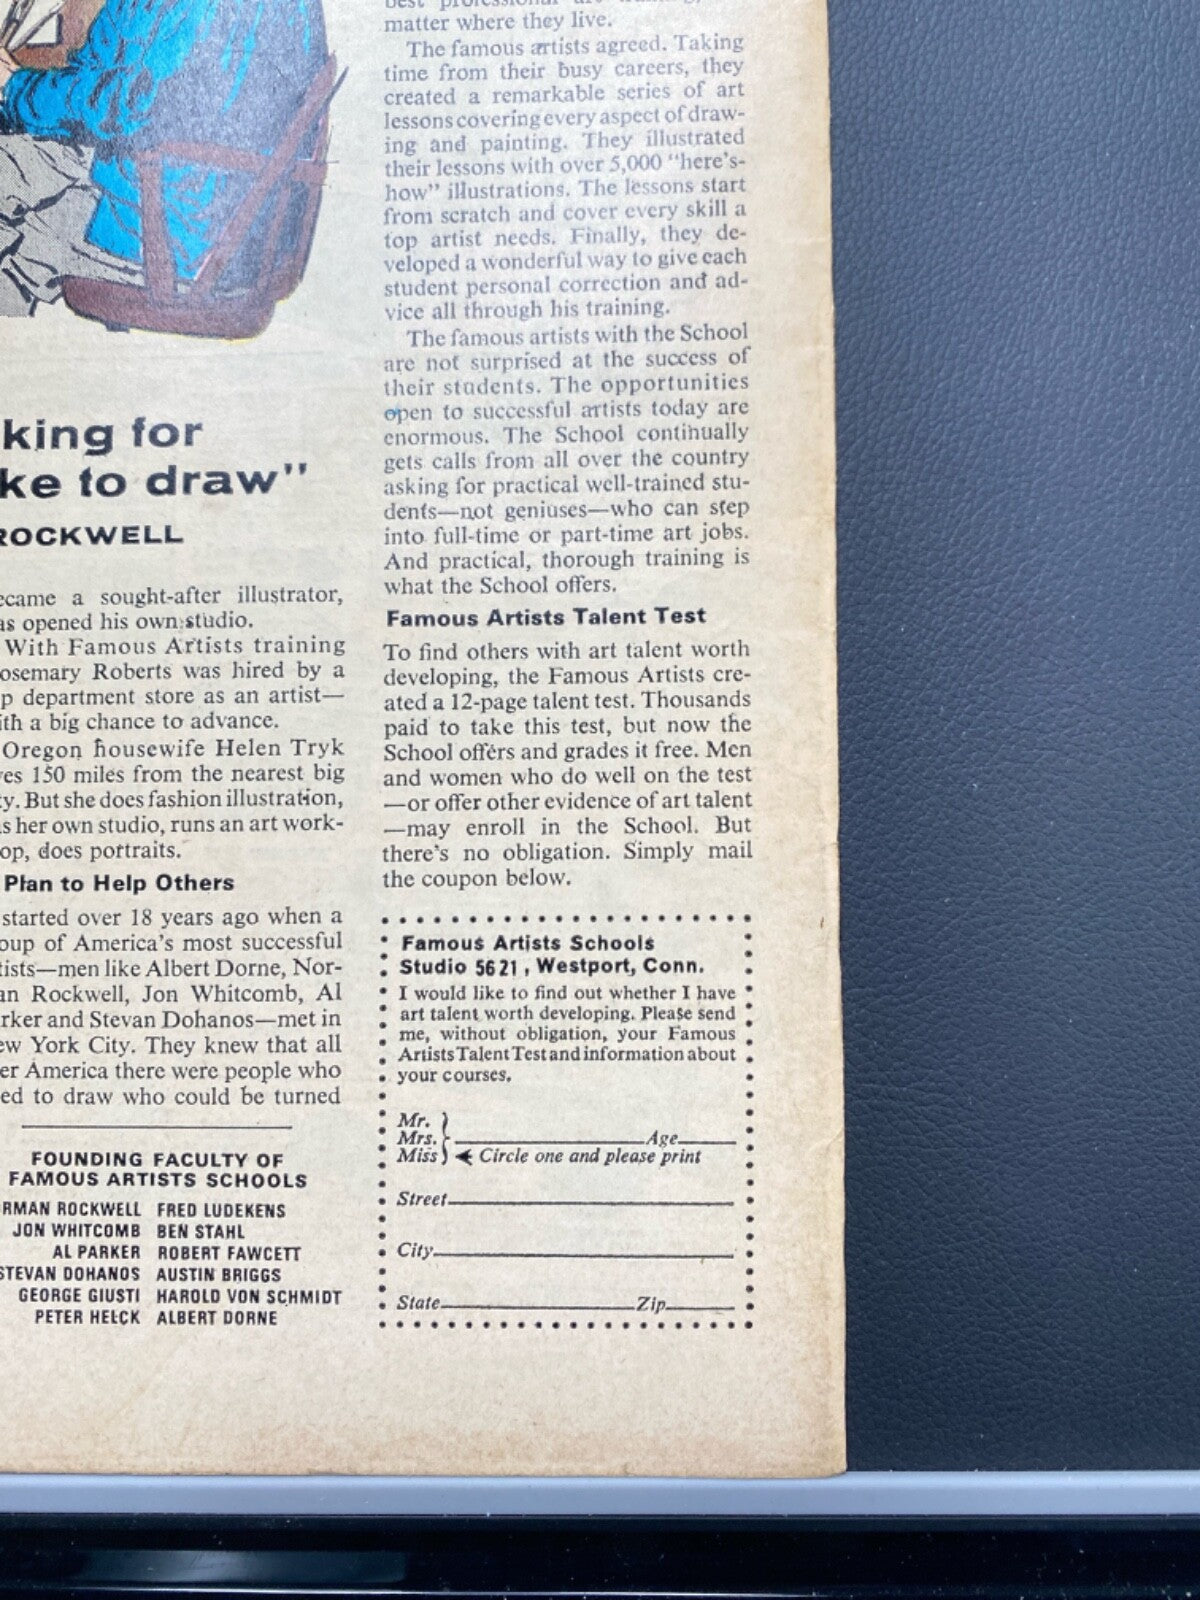 king for
ke to draw"
ROCKWELL
ecame a sought-after illustrator,
as opened his own studio.
With Famous Artists training
osemary Roberts was hired by a
p department store as an artist—
ith a big chance to advance.
Oregon housewife Helen Tryk
ves 150 miles from the nearest big
ty. But she does fashion illustration,
as her own studio, runs an art work-
op, does portraits.
Plan to Help Others
started over 18 years ago when a
oup of America's most successful
tists—men like Albert Dorne, Nor-
an Rockwell, Jon Whitcomb, Al
rker and Stevan Dohanos—met in
ew York City. They knew that all
er America there were people who
ed to draw who could be turned
FOUNDING FACULTY OF
FAMOUS ARTISTS SCHOOLS
RMAN ROCKWELL FRED LUDEKENS
JON WHITCOMB BEN STAHL
AL PARKER ROBERT FAWCETT
STEVAN DOHANOS AUSTIN BRIGGS
GEORGE GIUSTI HAROLD VON SCHMIDT
PETER HELCK ALBERT DORNE
best professional art training,
matter where they live.
The famous artists agreed. Taking
time from their busy careers, they
created a remarkable series of art
lessons covering every aspect of draw-
ing and painting. They illustrated
their lessons with over 5,000 "here's-
how" illustrations. The lessons start
from scratch and cover every skill a
top artist needs. Finally, they de-
veloped a wonderful way to give each
student personal correction and ad-
vice all through his training.
The famous artists with the School
are not surprised at the success of
their students. The opportunities
open to successful artists today are
enormous. The School continually
gets calls from all over the country
asking for practical well-trained stu-
dents—not geniuses—who can step
into full-time or part-time art jobs.
And practical, thorough training is
what the School offers.
Famous Artists Talent Test
To find others with art talent worth
developing, the Famous Artists cre-
ated a 12-page talent test. Thousands
paid to take this test, but now the
School offers and grades it free. Men
and women who do well on the test
—or offer other evidence of art talent
—may enroll in the School. But
there's no obligation. Simply mail
the coupon below.
Famous Artists Schools
Studio 5621, Westport, Conn.
I would like to find out whether I have
art talent worth developing. Please send
me, without obligation, your Famous
Artists Talent Test and information about
your courses.
Mr.
Mrs. Age
Miss Circle one and please print
Street
City
State Zip